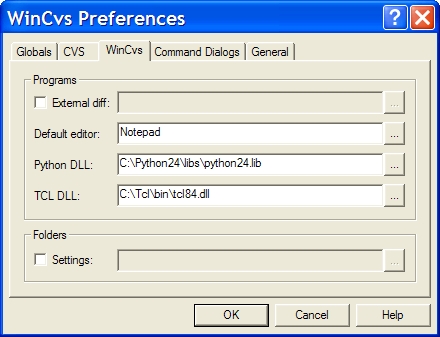 WinCvs Preferences
Globals CVS WinCvs Command Dialogs General
Programs
External diff: ...
Default editor: Notepad ...
Python DLL: C:\Python24\libs\python24.lib ...
TCL DLL: C:\Tcl\bin\tcl84.dll ...
Folders
Settings: ...
OK Cancel Help